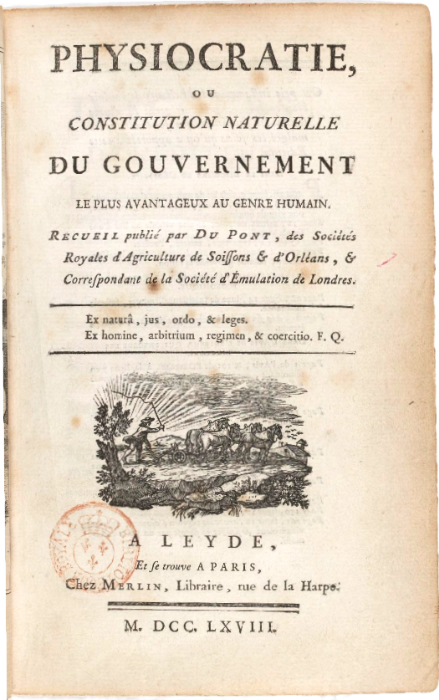 PHYSIOCRATIE,
OU
CONSTITUTION NATURELLE
DU GOUVERNEMENT
LE PLUS AVANTAGEUX AU GENRE HUMAIN.
RECUEIL publié par DU PONT, des Sociétés
Royales d'Agriculture de Soiſſons & d'Orléans, &
Correſpondant de la Société d'Émulation de Londres.
Ex naturâ, jus, ordo, & leges.
Ex homine, arbitrium, regimen, & coercitio. F. Q.
A LEYDE,
Et ſe trouve A PARIS,
Chez MERLIN, Libraire, rue de la Harpe.
M. DCC. LXVIII.